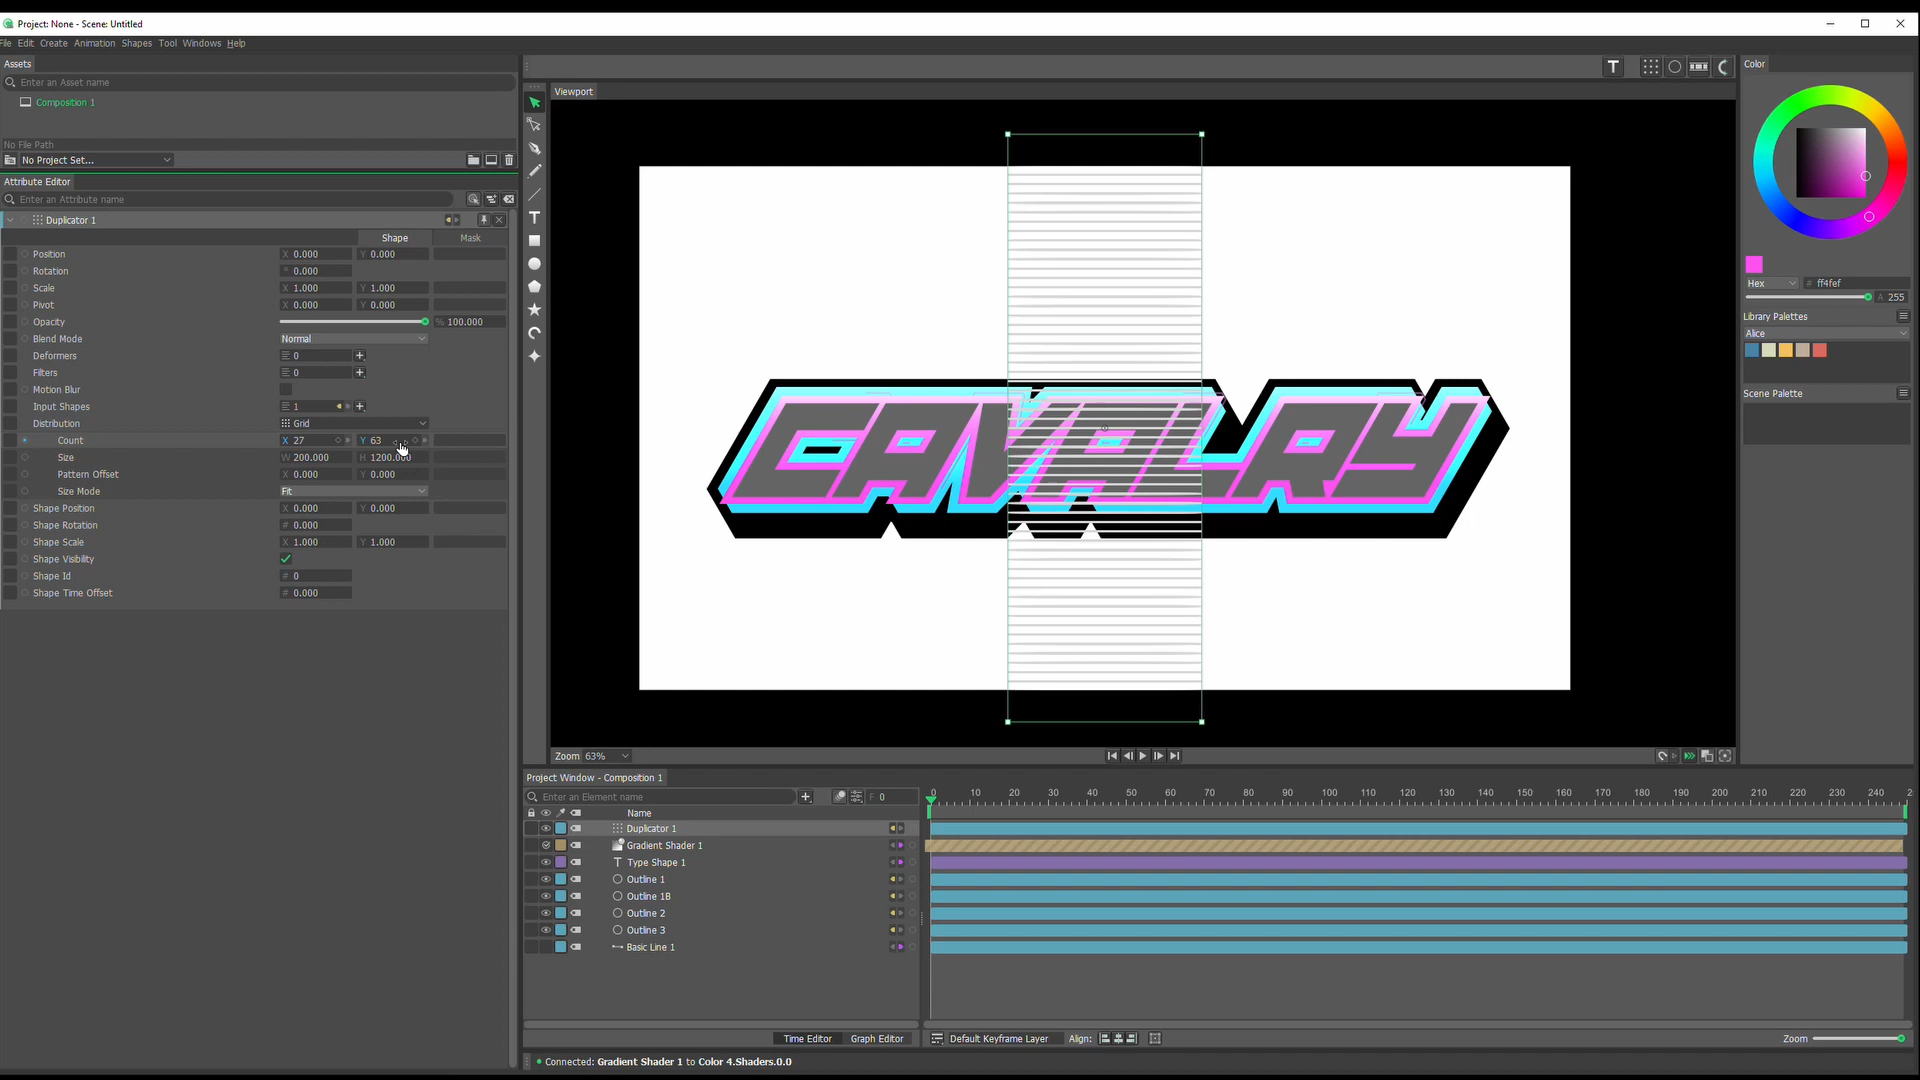 Project: None - Scene: Untitled
File Edit Create Animation Shapes Tool Windows Help
Assets
Enter an Asset name
Composition 1
No File Path
No Project Set...
Attribute Editor
Enter an Attribute name
Duplicator 1
Shape Mask
Position X 0.000 Y 0.000
Rotation ° 0.000
Scale X 1.000 Y 1.000
Pivot X 0.000 Y 0.000
Opacity % 100.000
Blend Mode Normal
Deformers 0
Filters 0
Motion Blur
Input Shapes 1
Distribution Grid
Count X 27 Y 63
Size W 200.000 H 1200.000
Pattern Offset X 0.000 Y 0.000
Size Mode Fit
Shape Position X 0.000 Y 0.000
Shape Rotation # 0.000
Shape Scale X 1.000 Y 1.000
Shape Visibility
Shape Id # 0
Shape Time Offset # 0.000
Viewport
CAVALRY
Zoom 63%
Color
Hex # ff4fef
A 255
Library Palettes
Alice
Scene Palette
Project Window - Composition 1
Enter an Element name F 0
0 10 20 30 40 50 60 70 80 90 100 110 120 130 140 150 160 170 180 190 200 210 220 230 240 2
Name
Duplicator 1
Gradient Shader 1
Type Shape 1
Outline 1
Outline 1B
Outline 2
Outline 3
Basic Line 1
Time Editor Graph Editor Default Keyframe Layer Align: Zoom
Connected: Gradient Shader 1 to Color 4.Shaders.0.0